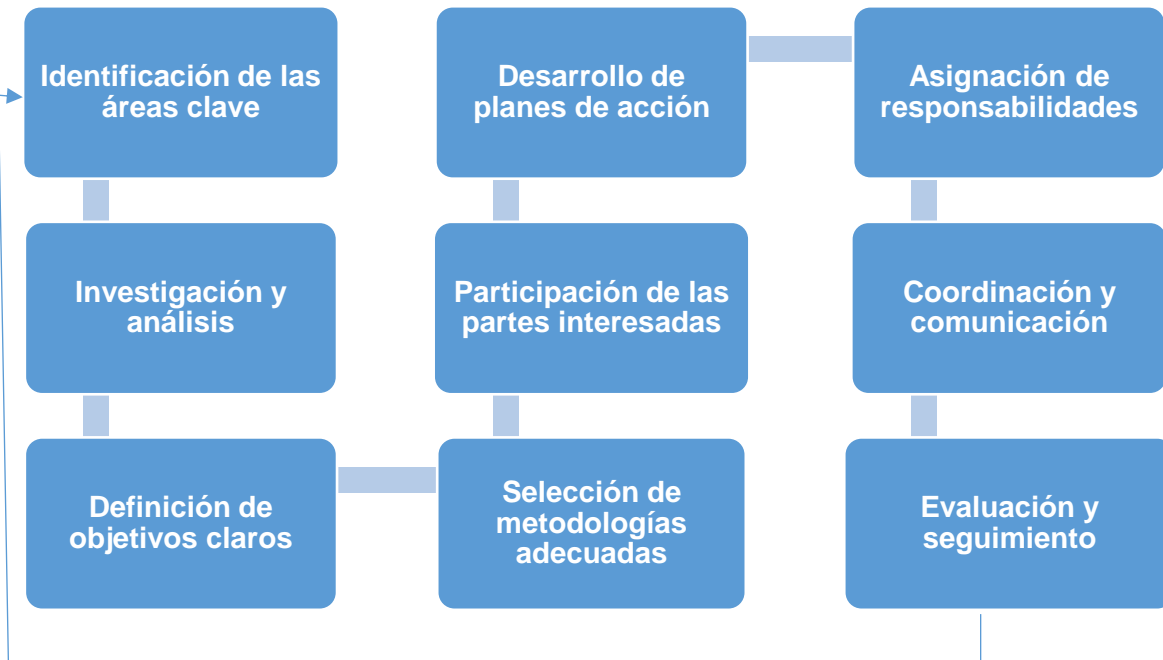 Identificación de las
áreas clave
Investigación y
análisis
Definición de
objetivos claros
Selección de
metodologías
adecuadas
Participación de las
partes interesadas
Desarrollo de
planes de acción
Asignación de
responsabilidades
Coordinación y
comunicación
Evaluación y
seguimiento